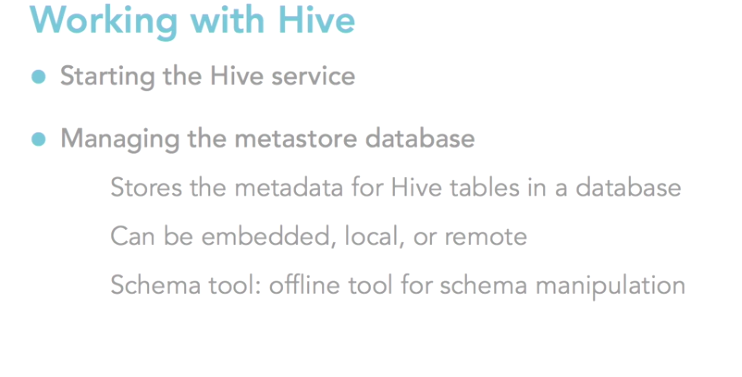 Working with Hive
Starting the Hive service
Managing the metastore database
Stores the metadata for Hive tables in a database
Can be embedded, local, or remote
Schema tool: offline tool for schema manipulation